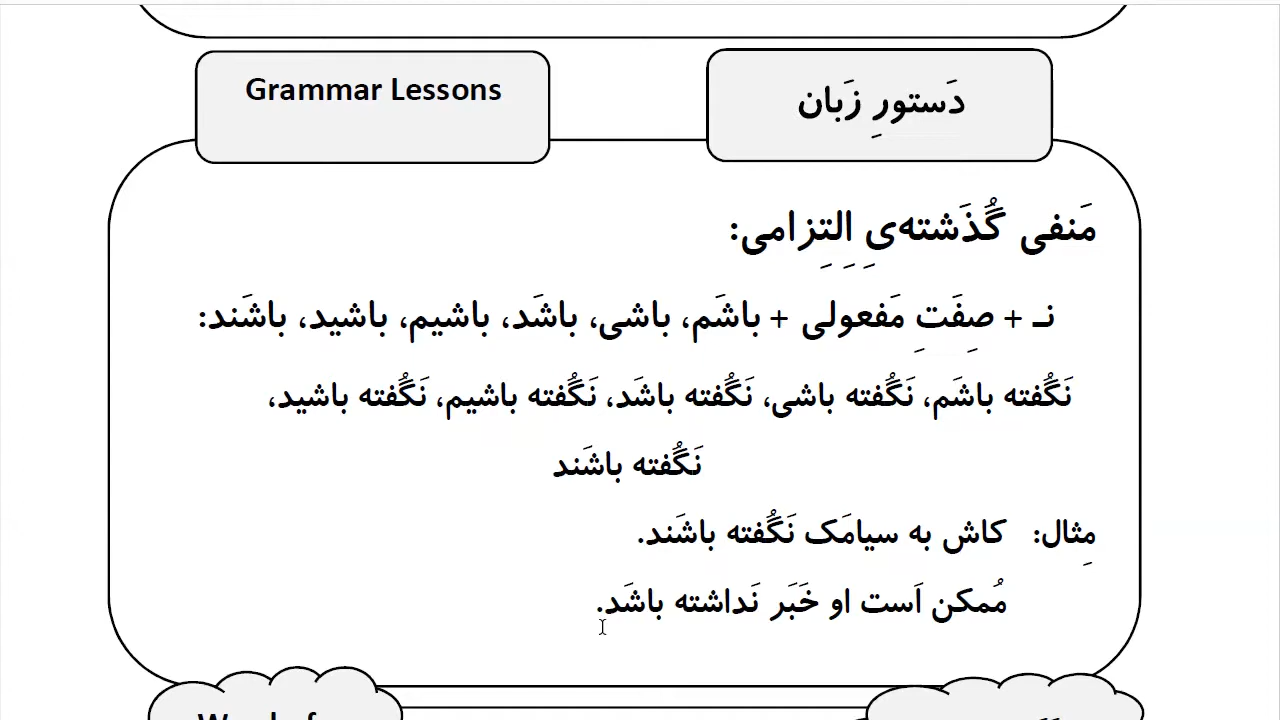 Grammar Lessons
دَستورِ زَبان
مَنفی گُذَشته‌یِ اِلتِزامی:
نـ + صِفَتِ مَفعولی + باشَم، باشی، باشَد، باشیم، باشید، باشَند:
نَگُفته باشَم، نَگُفته باشی، نَگُفته باشَد، نَگُفته باشیم، نَگُفته باشید،
نَگُفته باشَند
مِثال: کاش به سیامَک نَگُفته باشَند.
مُمکن اَست او خَبَر نَداشته باشَد.